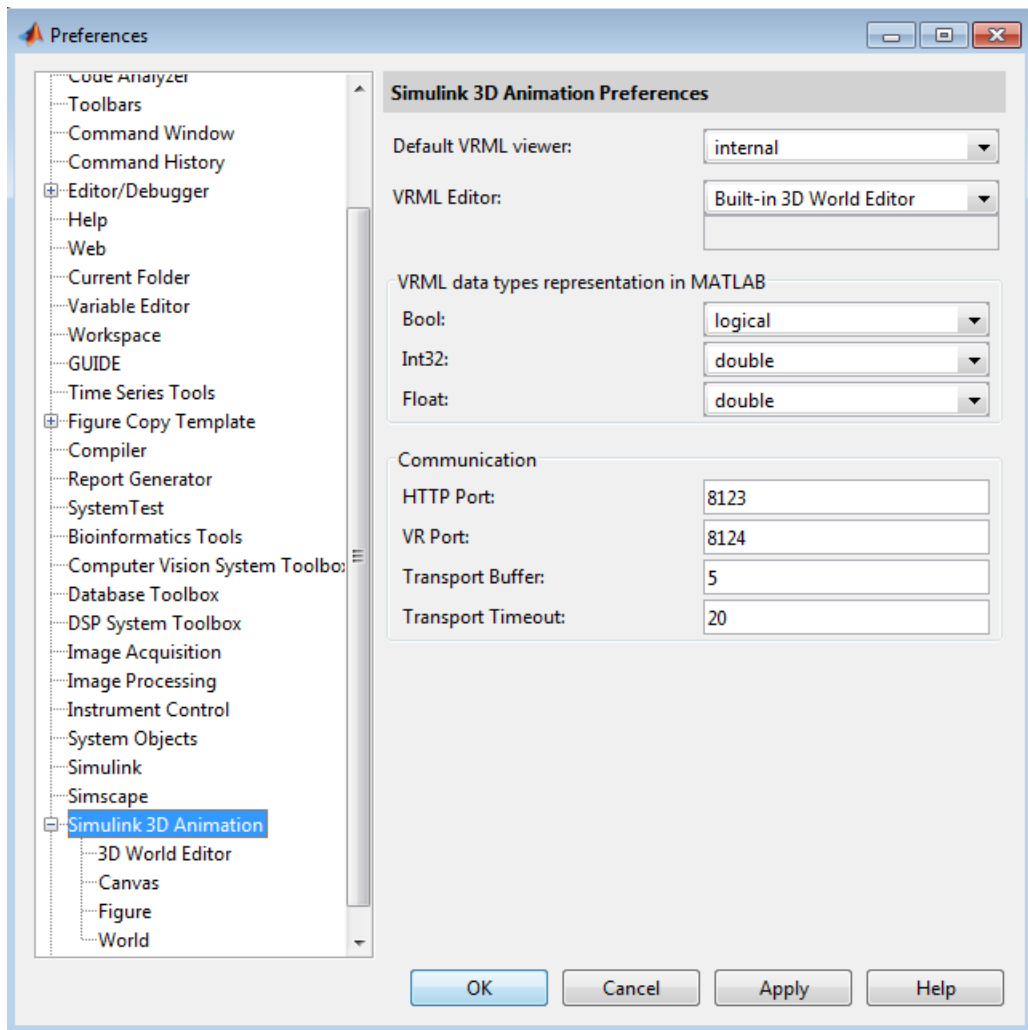 Preferences
Code Analyzer
Toolbars
Command Window
Command History
Editor/Debugger
Help
Web
Current Folder
Variable Editor
Workspace
GUIDE
Time Series Tools
Figure Copy Template
Compiler
Report Generator
SystemTest
Bioinformatics Tools
Computer Vision System Toolbox
Database Toolbox
DSP System Toolbox
Image Acquisition
Image Processing
Instrument Control
System Objects
Simulink
Simscape
Simulink 3D Animation
3D World Editor
Canvas
Figure
World
Simulink 3D Animation Preferences
Default VRML viewer: internal
VRML Editor: Built-in 3D World Editor
VRML data types representation in MATLAB
Bool: logical
Int32: double
Float: double
Communication
HTTP Port: 8123
VR Port: 8124
Transport Buffer: 5
Transport Timeout: 20
OK Cancel Apply Help